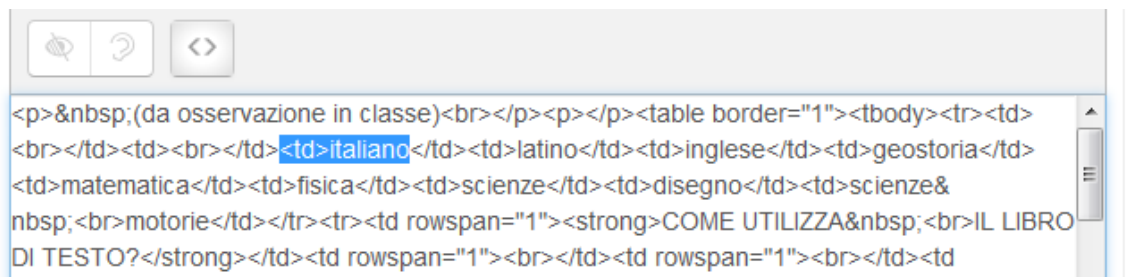 <>
<p>&nbsp;(da osservazione in classe)<br></p><p></p><table border="1"><tbody><tr><td>
<br></td><td><br></td><td>italiano</td><td>latino</td><td>inglese</td><td>geostoria</td>
<td>matematica</td><td>fisica</td><td>scienze</td><td>disegno</td><td>scienze&
nbsp;<br>motorie</td></tr><tr><td rowspan="1"><strong>COME UTILIZZA&nbsp;<br>IL LIBRO
DI TESTO?</strong></td><td rowspan="1"><br></td><td rowspan="1"><br></td><td